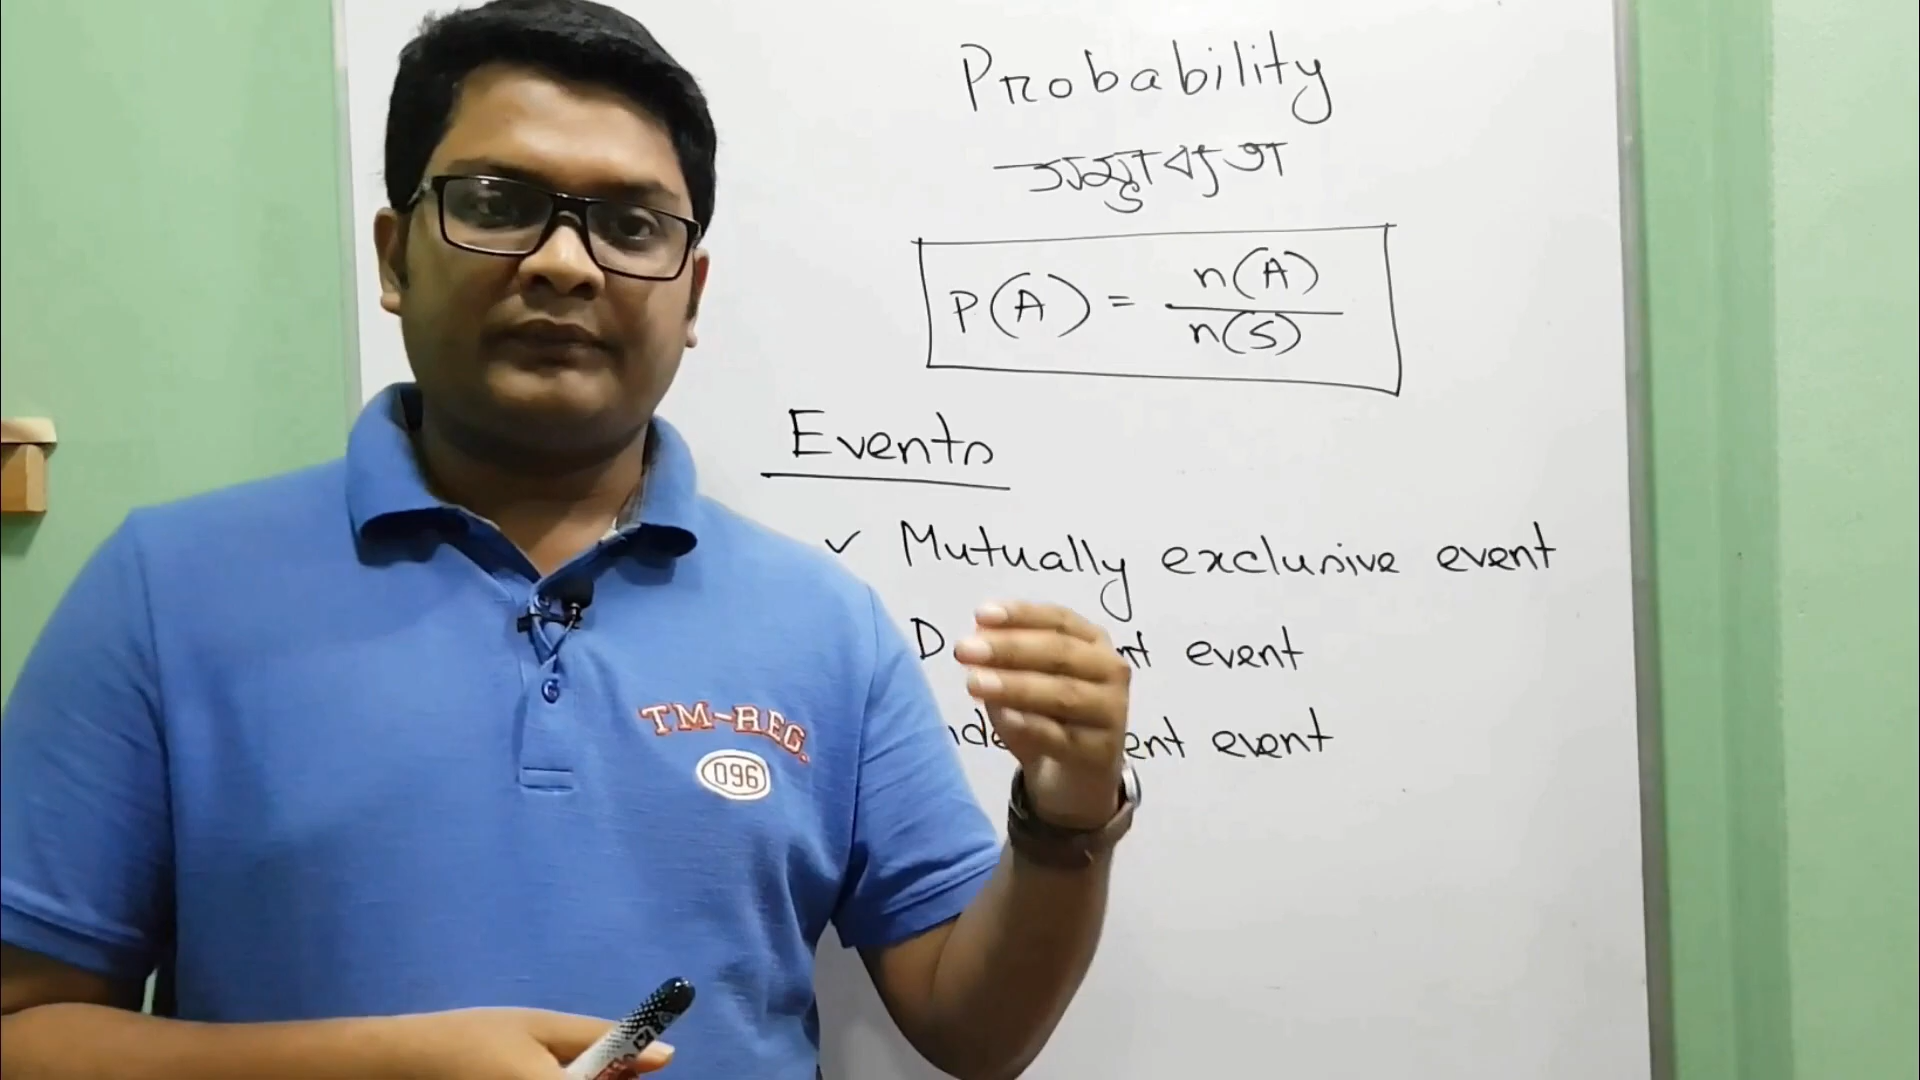 Probability
সম্ভাব্যতা
P(A) = n(A)/n(S)
Events
✓ Mutually exclusive event
event
event
TM-REG.
096